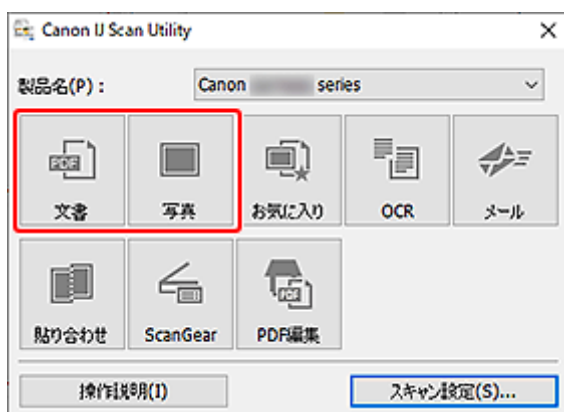 Canon IJ Scan Utility
製品名(P) :
Canon series
PDF
文書
写真
お気に入り
OCR
メール
貼り合わせ
ScanGear
PDF
PDF編集
操作説明(I)
スキャン設定(S)...